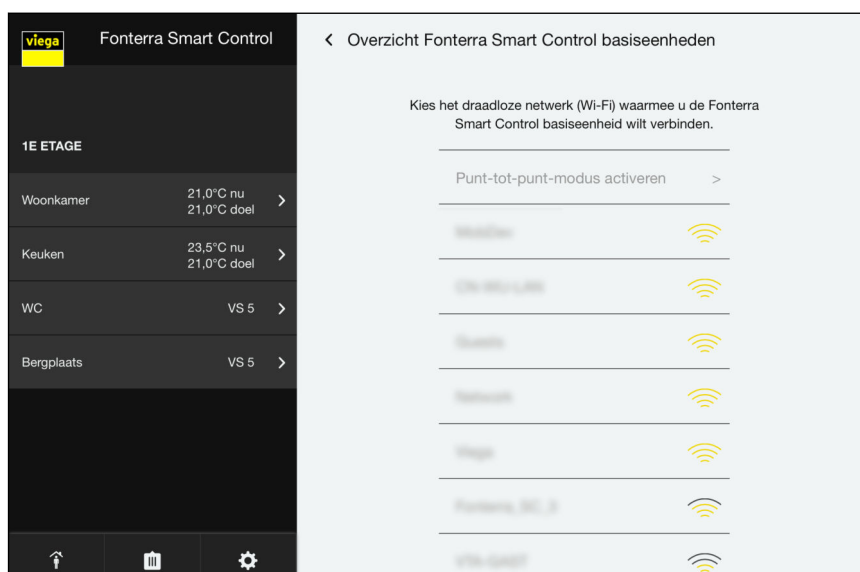 viega
Fonterra Smart Control
1E ETAGE
Woonkamer
21,0°C nu
21,0°C doel
Keuken
23,5°C nu
21,0°C doel
WC
VS 5
Bergplaats
VS 5
Overzicht Fonterra Smart Control basiseenheden
Kies het draadloze netwerk (Wi-Fi) waarmee u de Fonterra
Smart Control basiseenheid wilt verbinden.
Punt-tot-punt-modus activeren